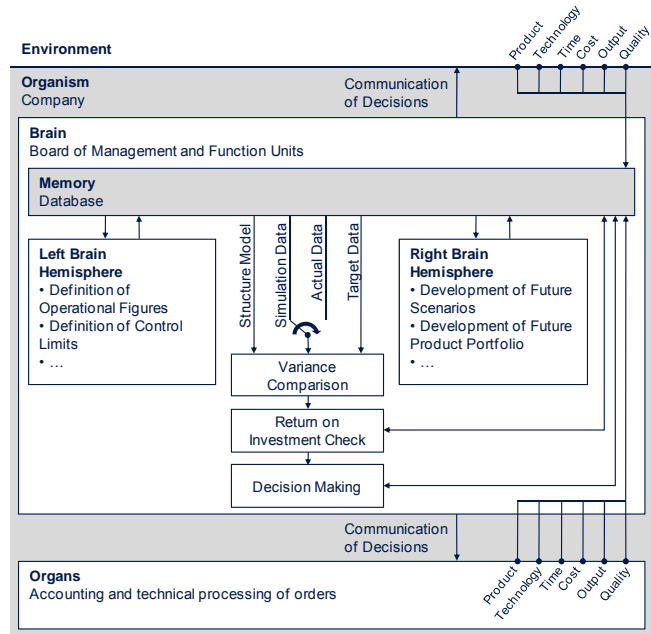 Environment
Product
Technology
Time
Cost
Output
Quality
Organism
Company
Communication
of Decisions
Brain
Board of Management and Function Units
Memory
Database
Left Brain
Hemisphere
• Definition of
Operational Figures
• Definition of Control
Limits
• ...
Structure Model
Simulation Data
Actual Data
Target Data
Right Brain
Hemisphere
• Development of Future
Scenarios
• Development of Future
Product Portfolio
• ...
Variance
Comparison
Return on
Investment Check
Decision Making
Communication
of Decisions
Product
Technology
Time
Cost
Output
Quality
Organs
Accounting and technical processing of orders